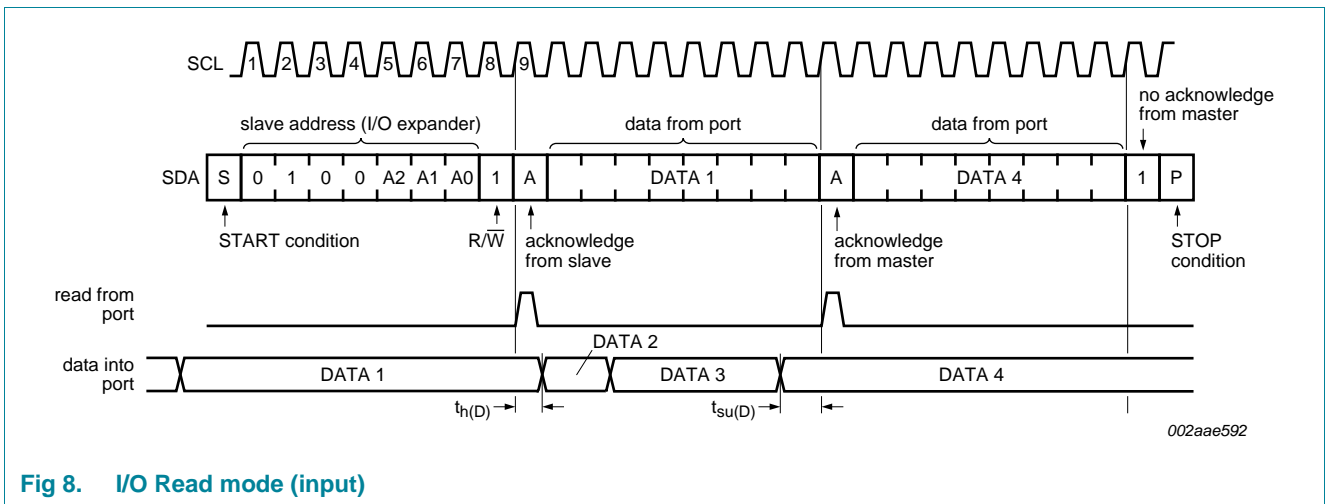 SCL 1 2 3 4 5 6 7 8 9
no acknowledge
from master
slave address (I/O expander)
data from port
data from port
SDA S 0 1 0 0 A2 A1 A0 1 A DATA 1 A DATA 4 1 P
START condition
R/W̅
acknowledge
from slave
acknowledge
from master
STOP
condition
read from
port
DATA 2
data into
port
DATA 1
DATA 3
DATA 4
th(D)
tsu(D)
002aae592
Fig 8. I/O Read mode (input)